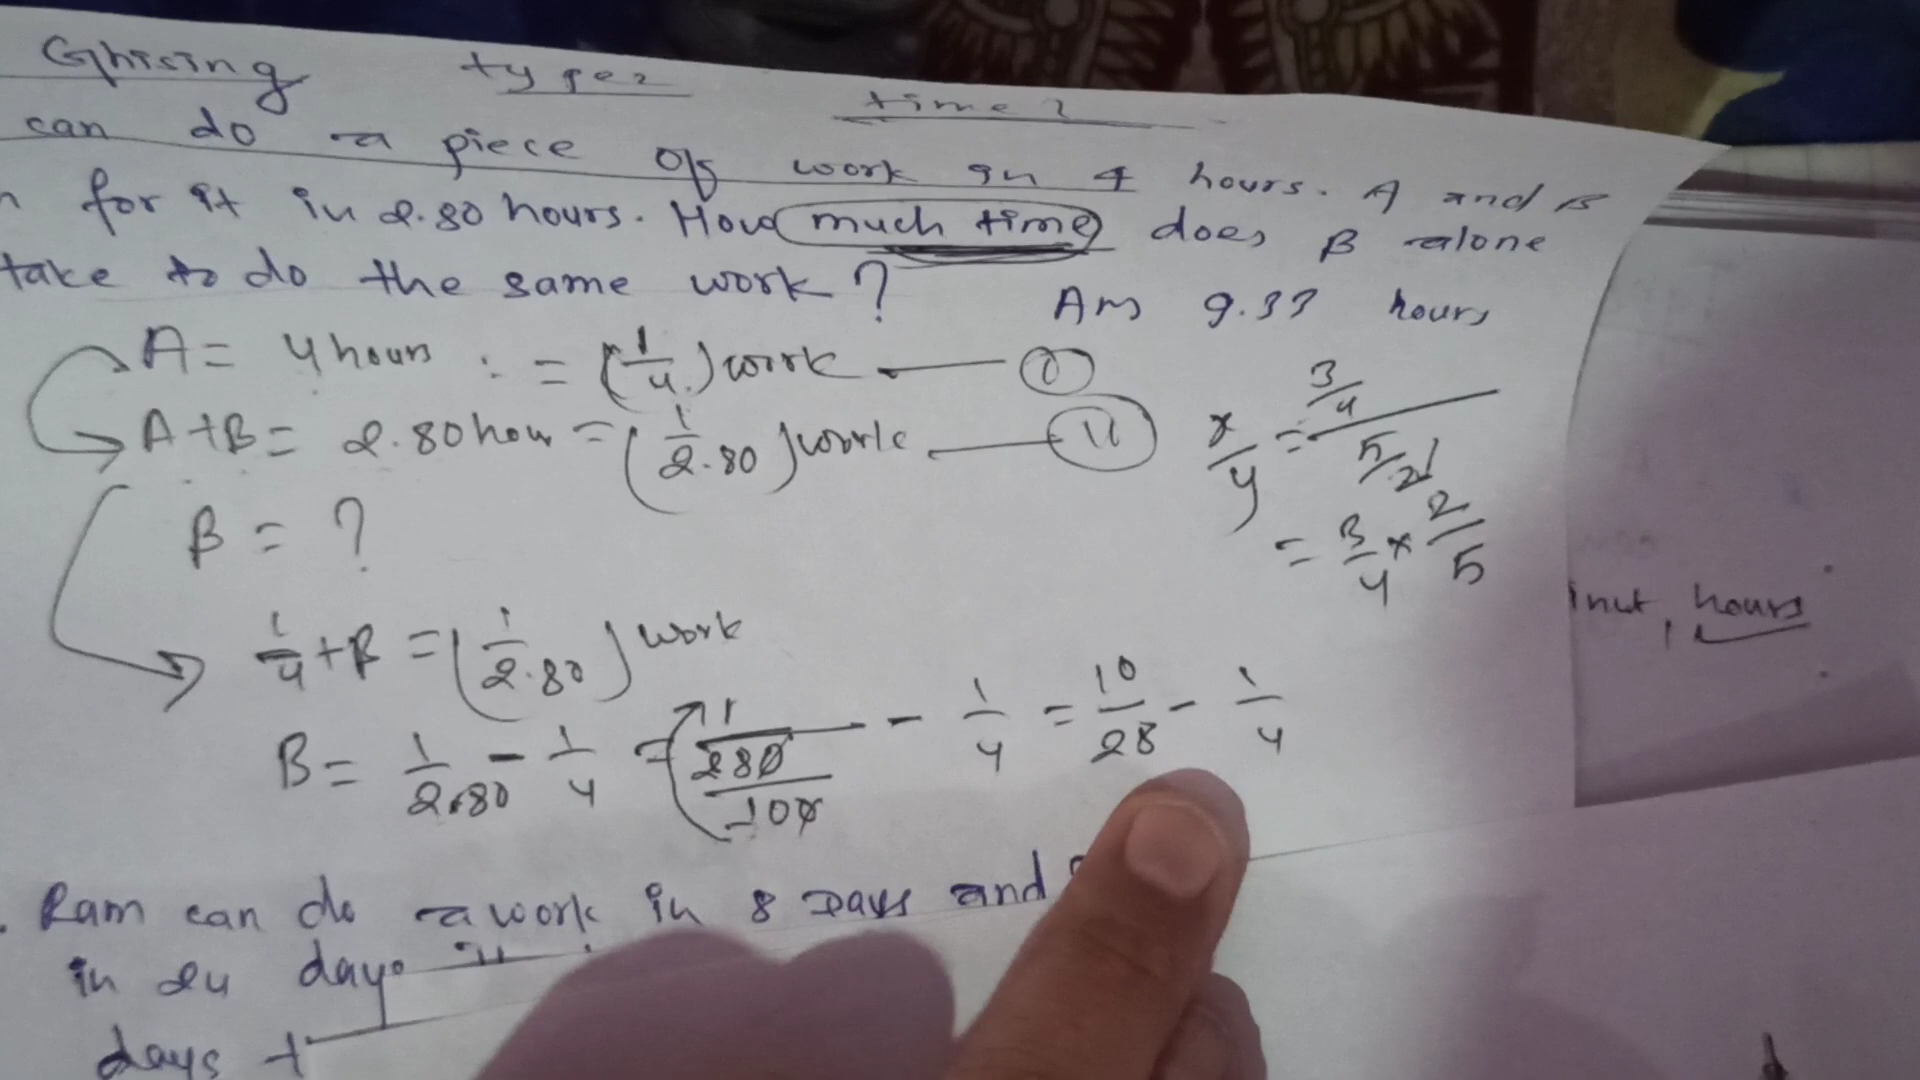 Ghising type 2 time?
can do a piece of work in 4 hours. A and B
for it in 2.80 hours. How much time does B alone
take to do the same work?
Ans 9.33 hours
A = 4 hours : = (1/4) work — (i)
A+B = 2.80 hour = (1/2.80) work — (ii)
B = ?
x/y = (3/4)/(5/2)
= 3/4 × 2/5
1/4 + B = (1/2.80) work
B = 1/2.80 - 1/4 = 1/(280/100) - 1/4 = 10/28 - 1/4
hours
. Ram can do a work in 8 Days and
in 24 days
days